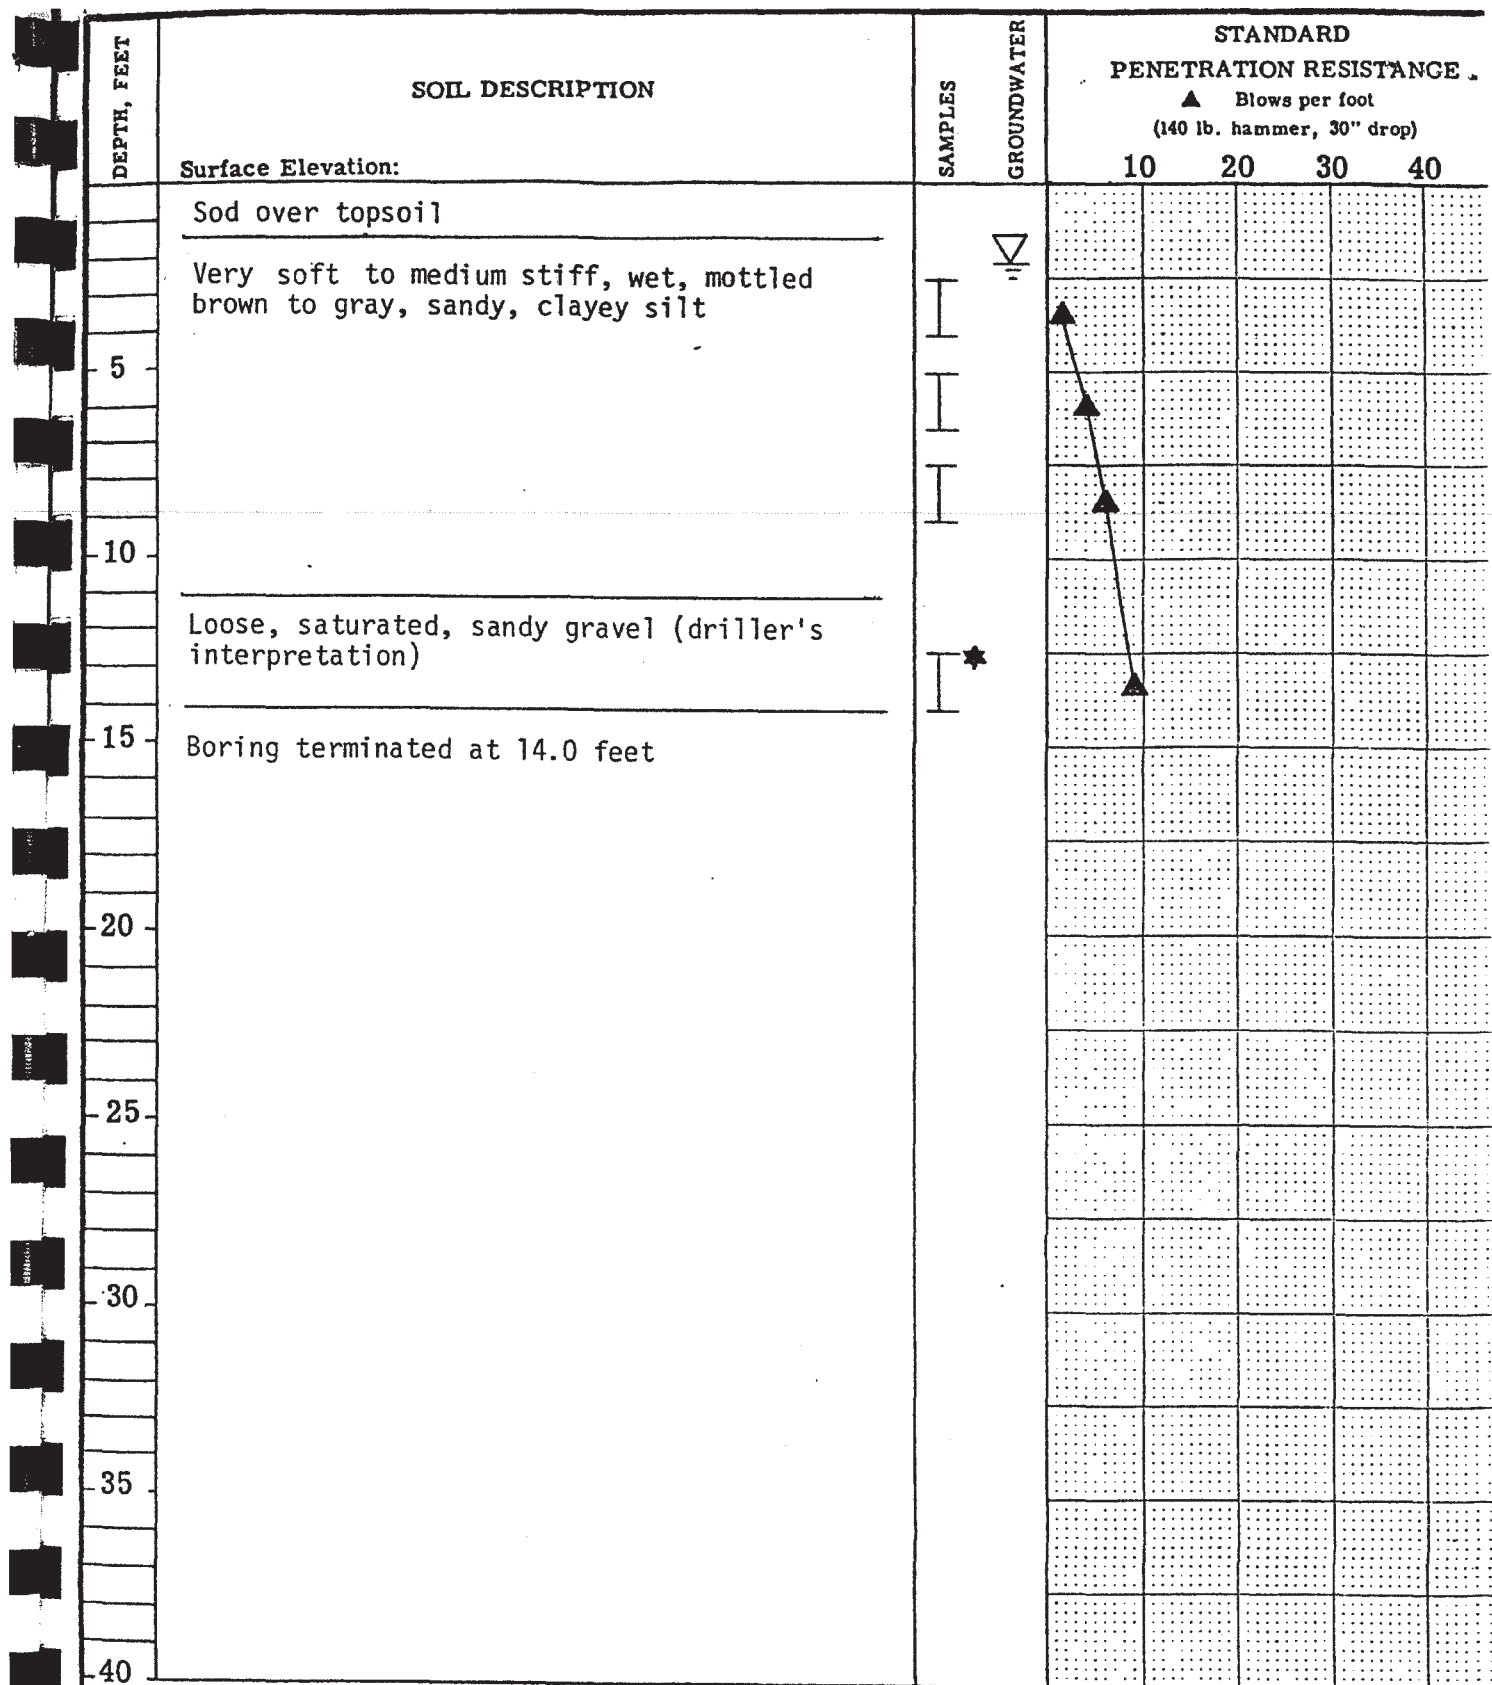 DEPTH, FEET
SOIL DESCRIPTION
Surface Elevation:
SAMPLES
GROUNDWATER
STANDARD
PENETRATION RESISTANCE
▲ Blows per foot
(140 lb. hammer, 30" drop)
10 20 30 40
Sod over topsoil
Very soft to medium stiff, wet, mottled
brown to gray, sandy, clayey silt
5
10
Loose, saturated, sandy gravel (driller's
interpretation)
15
Boring terminated at 14.0 feet
20
25
30
35
40